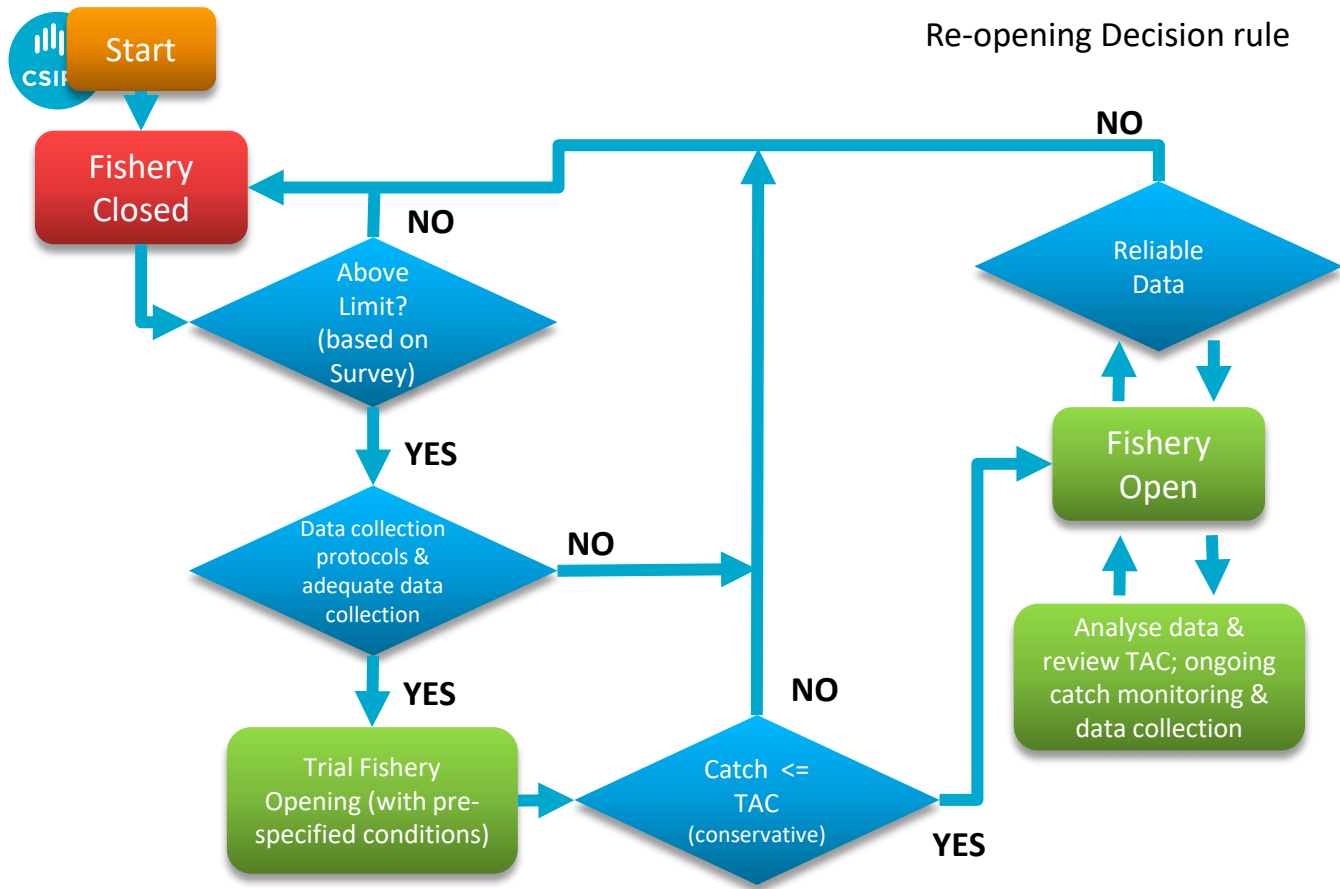 Re-opening Decision rule
Start
Fishery
Closed
NO
NO
Above
Limit?
(based on
Survey)
Reliable
Data
YES
Fishery
Open
Data collection
protocols &
adequate data
collection
NO
Analyse data &
review TAC; ongoing
catch monitoring &
data collection
YES
NO
Trial Fishery
Opening (with pre-
specified conditions)
Catch <=
TAC
(conservative)
YES